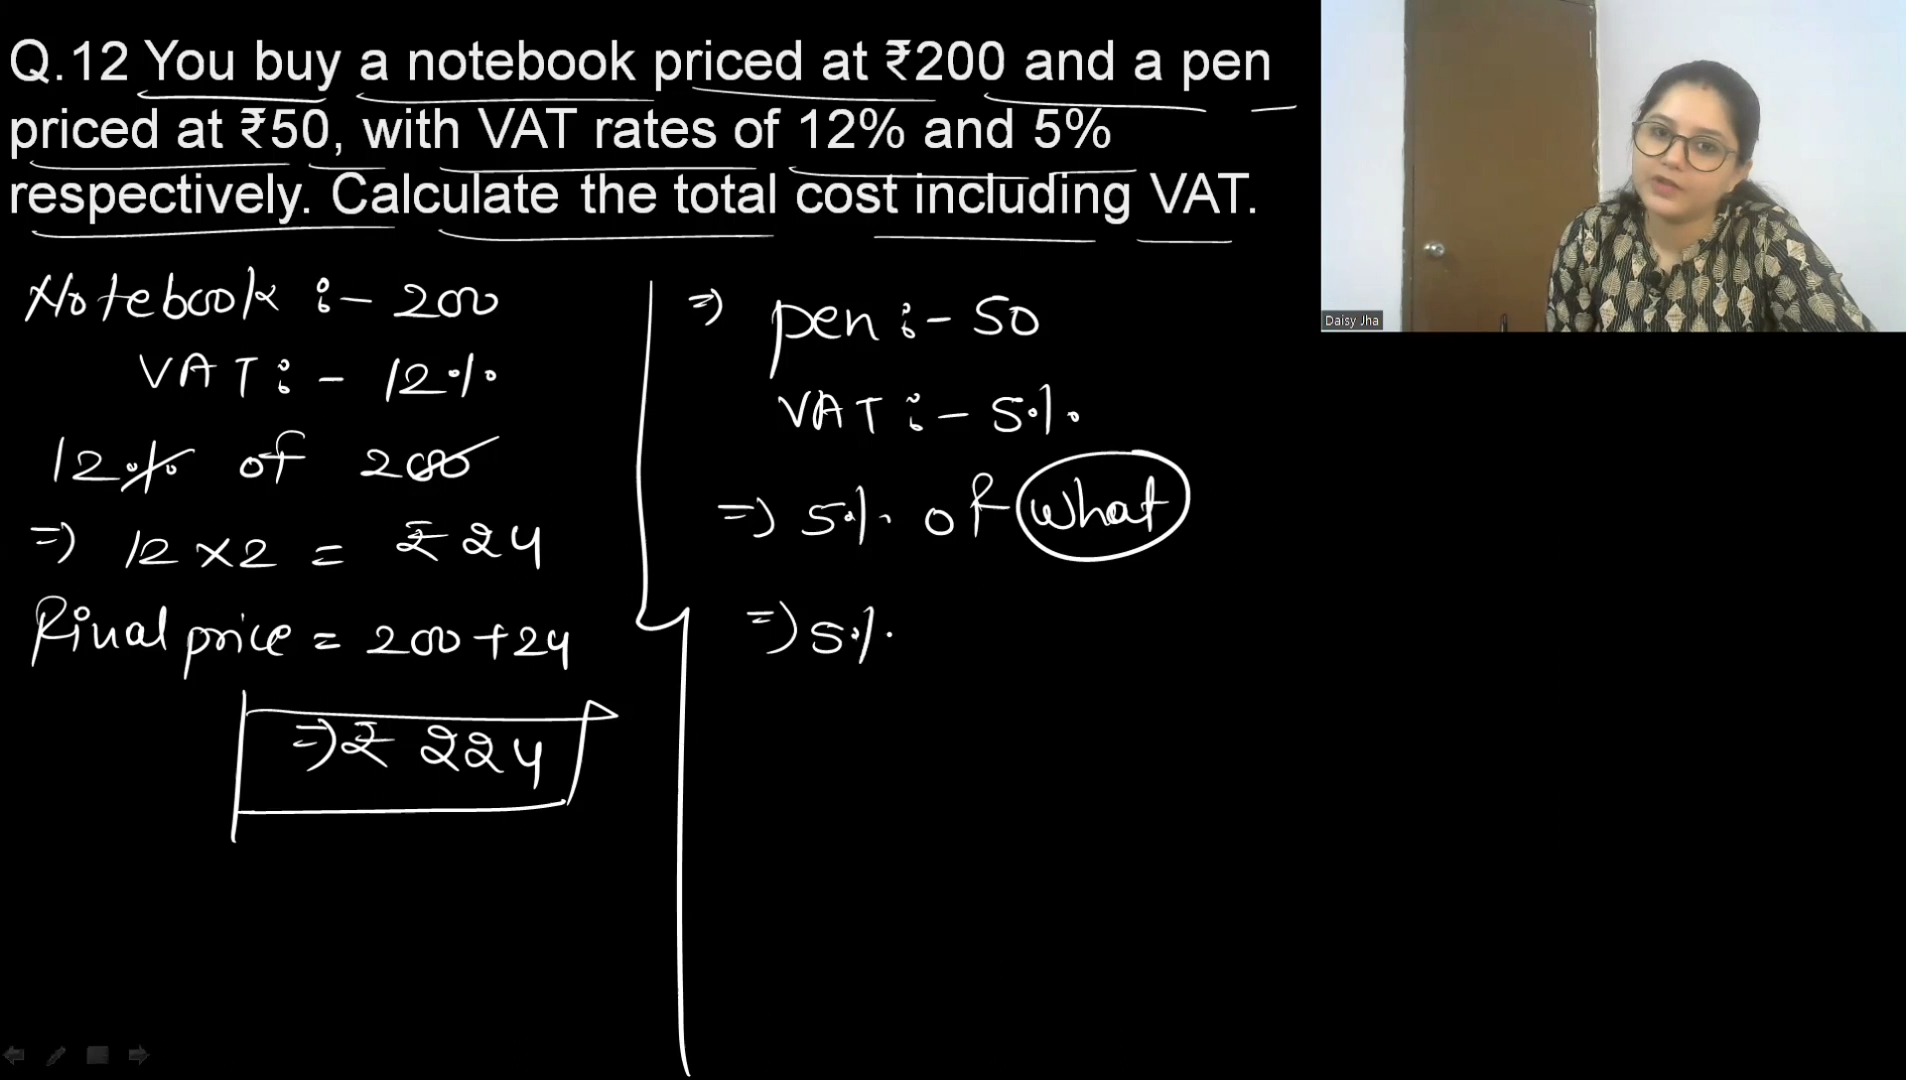 Q.12 You buy a notebook priced at ₹200 and a pen
priced at ₹50, with VAT rates of 12% and 5%
respectively. Calculate the total cost including VAT.
Daisy Jha
Notebook :- 200
VAT :- 12%
12% of 200
⇒ 12 × 2 = ₹24
Final price = 200 + 24
⇒ ₹ 224
⇒ pen :- 50
VAT :- 5%
⇒ 5% of what
⇒ 5%